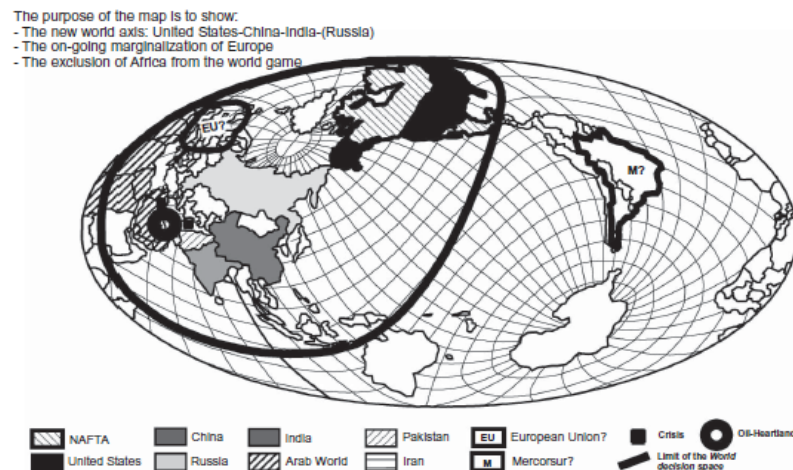 The purpose of the map is to show:
- The new world axis: United States-China-India-(Russia)
- The on-going marginalization of Europe
- The exclusion of Africa from the world game
EU?
M?
NAFTA
China
India
Pakistan
EU
European Union?
Crisis
Oil-Heartland
United States
Russia
Arab World
Iran
M
Mercorsur?
Limit of the World
decision space